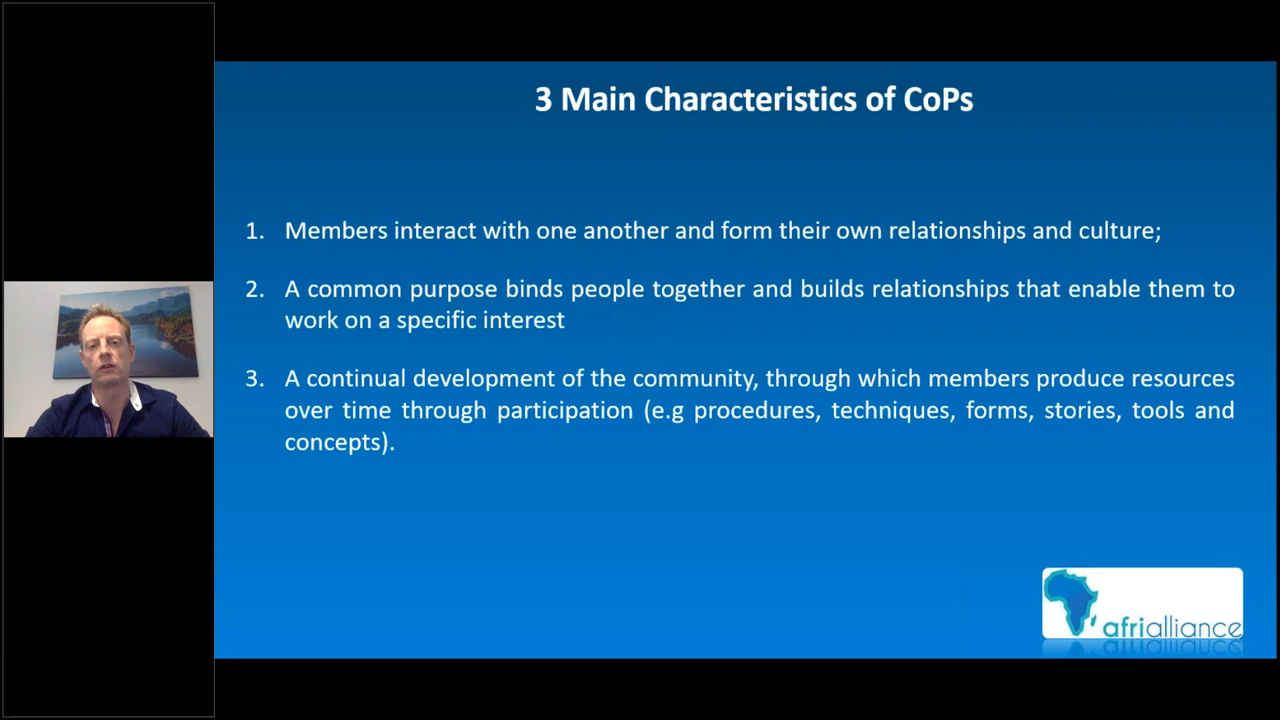 3 Main Characteristics of CoPs
1. Members interact with one another and form their own relationships and culture;
2. A common purpose binds people together and builds relationships that enable them to
work on a specific interest
3. A continual development of the community, through which members produce resources
over time through participation (e.g procedures, techniques, forms, stories, tools and
concepts).
afrialliance